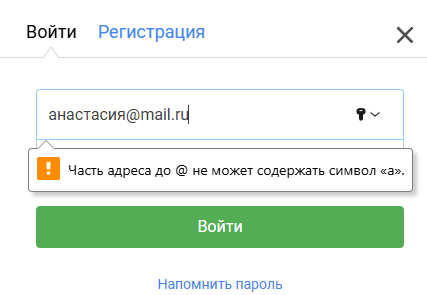 Войти Регистрация
анастасия@mail.ru
Часть адреса до @ не может содержать символ «а».
Войти
Напомнить пароль